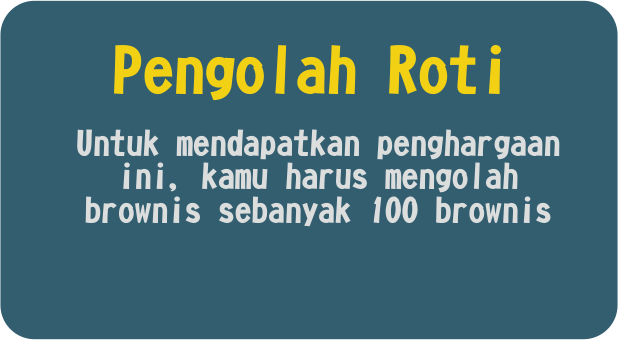 Pengolah Roti
Untuk mendapatkan penghargaan
ini, kamu harus mengolah
brownis sebanyak 100 brownis